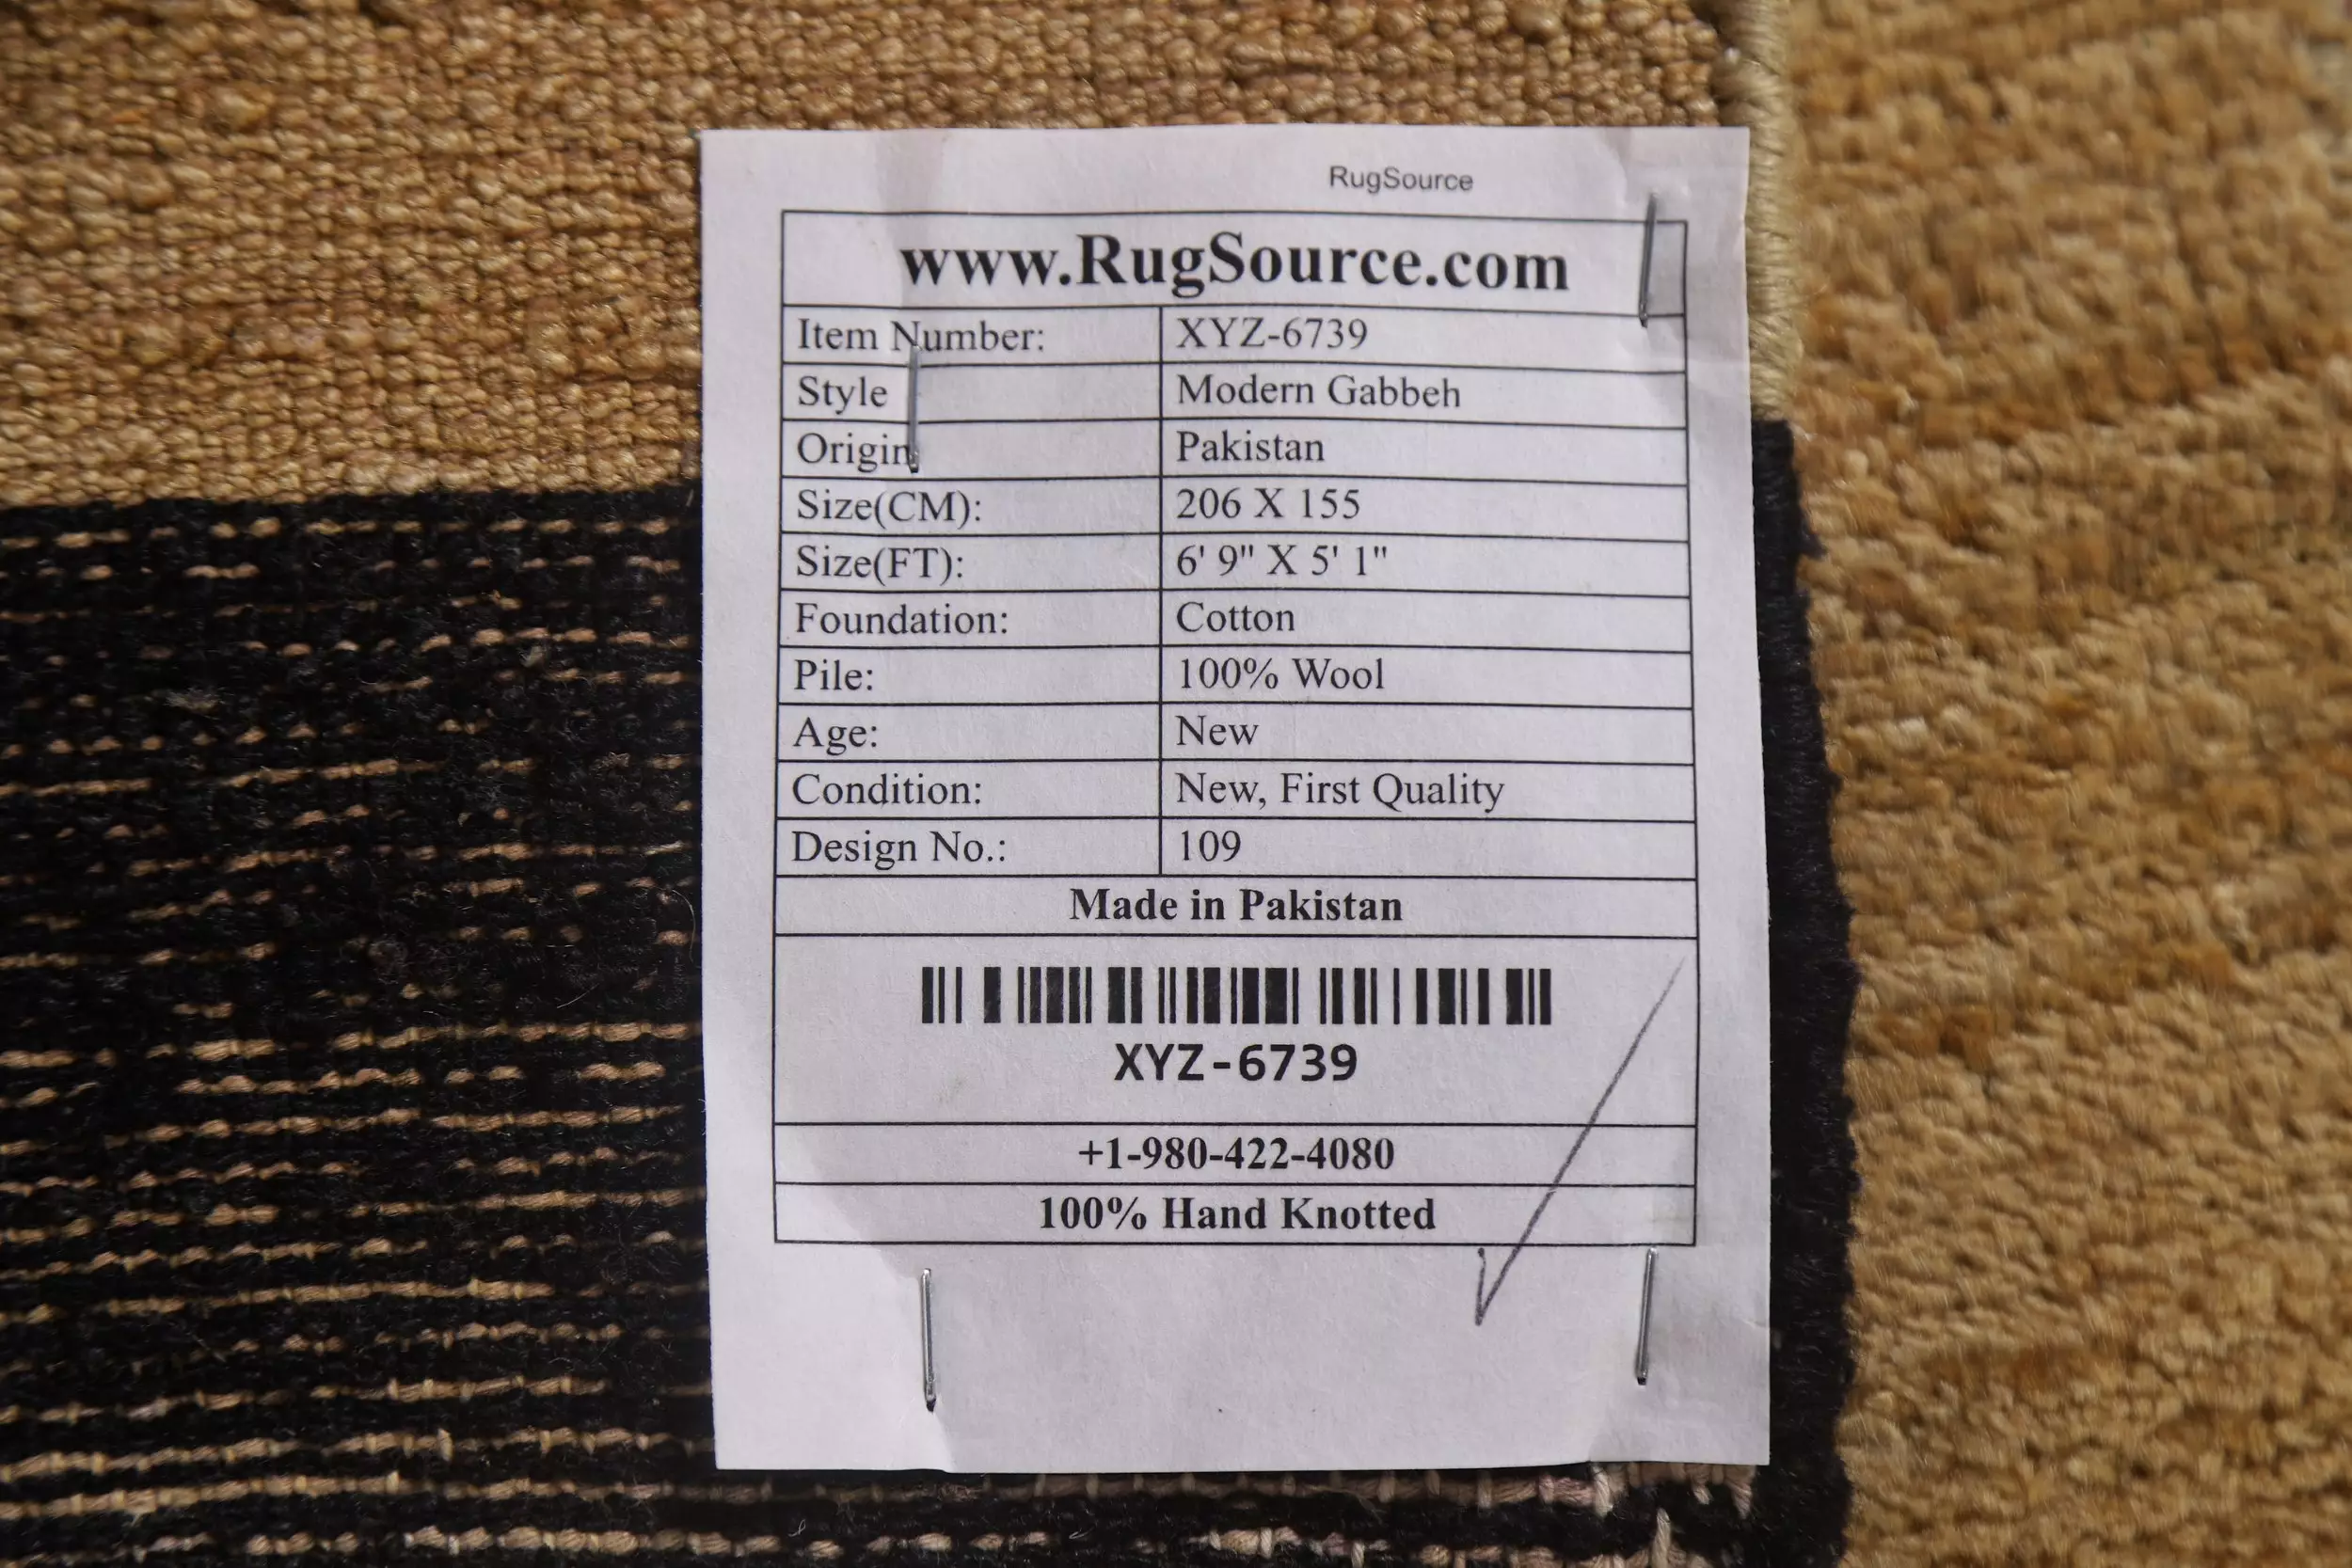 RugSource
www.RugSource.com
Item Number: XYZ-6739
Style Modern Gabbeh
Origin Pakistan
Size(CM): 206 X 155
Size(FT): 6' 9" X 5' 1"
Foundation: Cotton
Pile: 100% Wool
Age: New
Condition: New, First Quality
Design No.: 109
Made in Pakistan
XYZ-6739
+1-980-422-4080
100% Hand Knotted